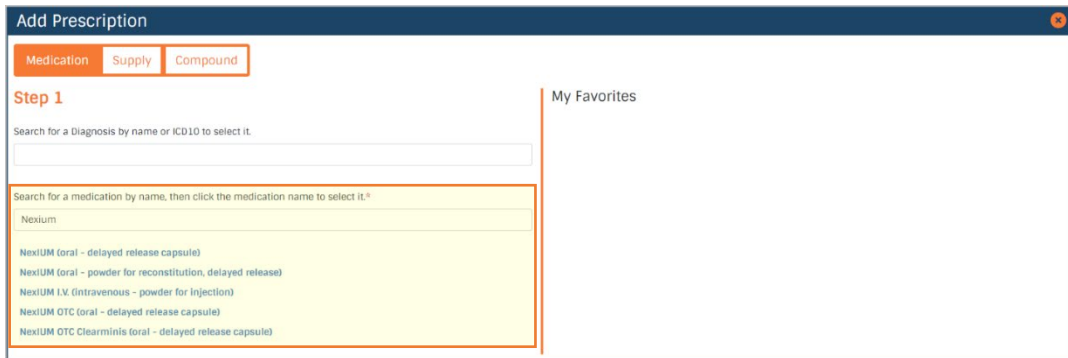 Add Prescription
Medication Supply Compound
Step 1
Search for a Diagnosis by name or ICD10 to select it.
Search for a medication by name, then click the medication name to select it.*
Nexium
NexIUM (oral - delayed release capsule)
NexIUM (oral - powder for reconstitution, delayed release)
NexIUM I.V. (intravenous - powder for injection)
NexIUM OTC (oral - delayed release capsule)
NexIUM OTC Clearminis (oral - delayed release capsule)
My Favorites